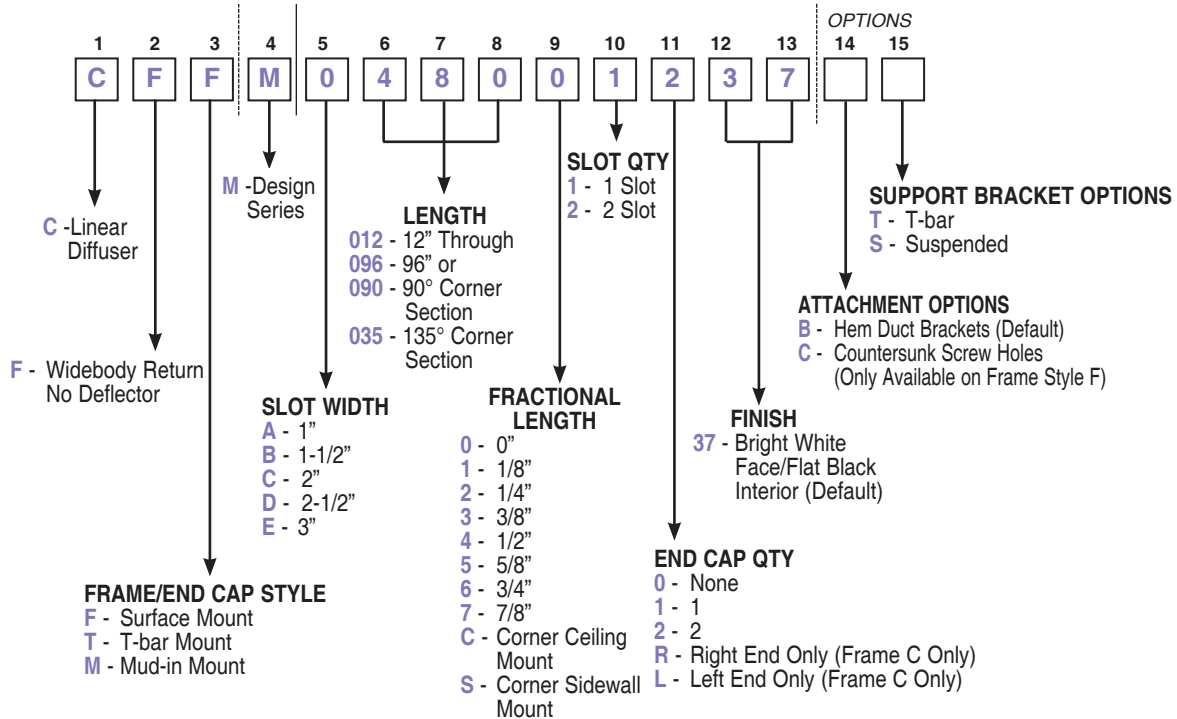 OPTIONS
1 2 3 4 5 6 7 8 9 10 11 12 13 14 15
C F F M 0 4 8 0 0 1 2 3 7
C -Linear
Diffuser
F - Widebody Return
No Deflector
FRAME/END CAP STYLE
F - Surface Mount
T - T-bar Mount
M - Mud-in Mount
M -Design
Series
SLOT WIDTH
A - 1”
B - 1-1/2”
C - 2”
D - 2-1/2”
E - 3”
LENGTH
012 - 12” Through
096 - 96” or
090 - 90° Corner
Section
035 - 135° Corner
Section
FRACTIONAL
LENGTH
0 - 0”
1 - 1/8”
2 - 1/4”
3 - 3/8”
4 - 1/2”
5 - 5/8”
6 - 3/4”
7 - 7/8”
C - Corner Ceiling
Mount
S - Corner Sidewall
Mount
SLOT QTY
1 - 1 Slot
2 - 2 Slot
END CAP QTY
0 - None
1 - 1
2 - 2
R - Right End Only (Frame C Only)
L - Left End Only (Frame C Only)
FINISH
37 - Bright White
Face/Flat Black
Interior (Default)
ATTACHMENT OPTIONS
B - Hem Duct Brackets (Default)
C - Countersunk Screw Holes
(Only Available on Frame Style F)
SUPPORT BRACKET OPTIONS
T - T-bar
S - Suspended